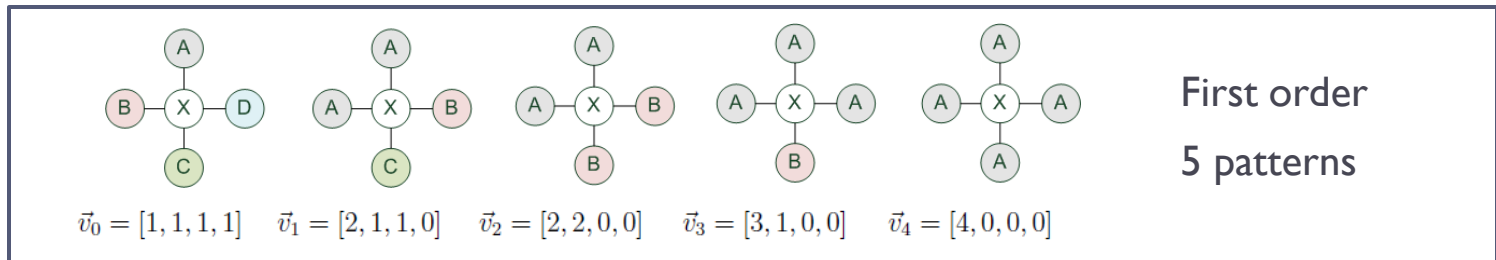 A A A A A
B X D A X B A X B A X A A X A
C C B B A
First order
5 patterns
v⃗₀ = [1, 1, 1, 1] v⃗₁ = [2, 1, 1, 0] v⃗₂ = [2, 2, 0, 0] v⃗₃ = [3, 1, 0, 0] v⃗₄ = [4, 0, 0, 0]